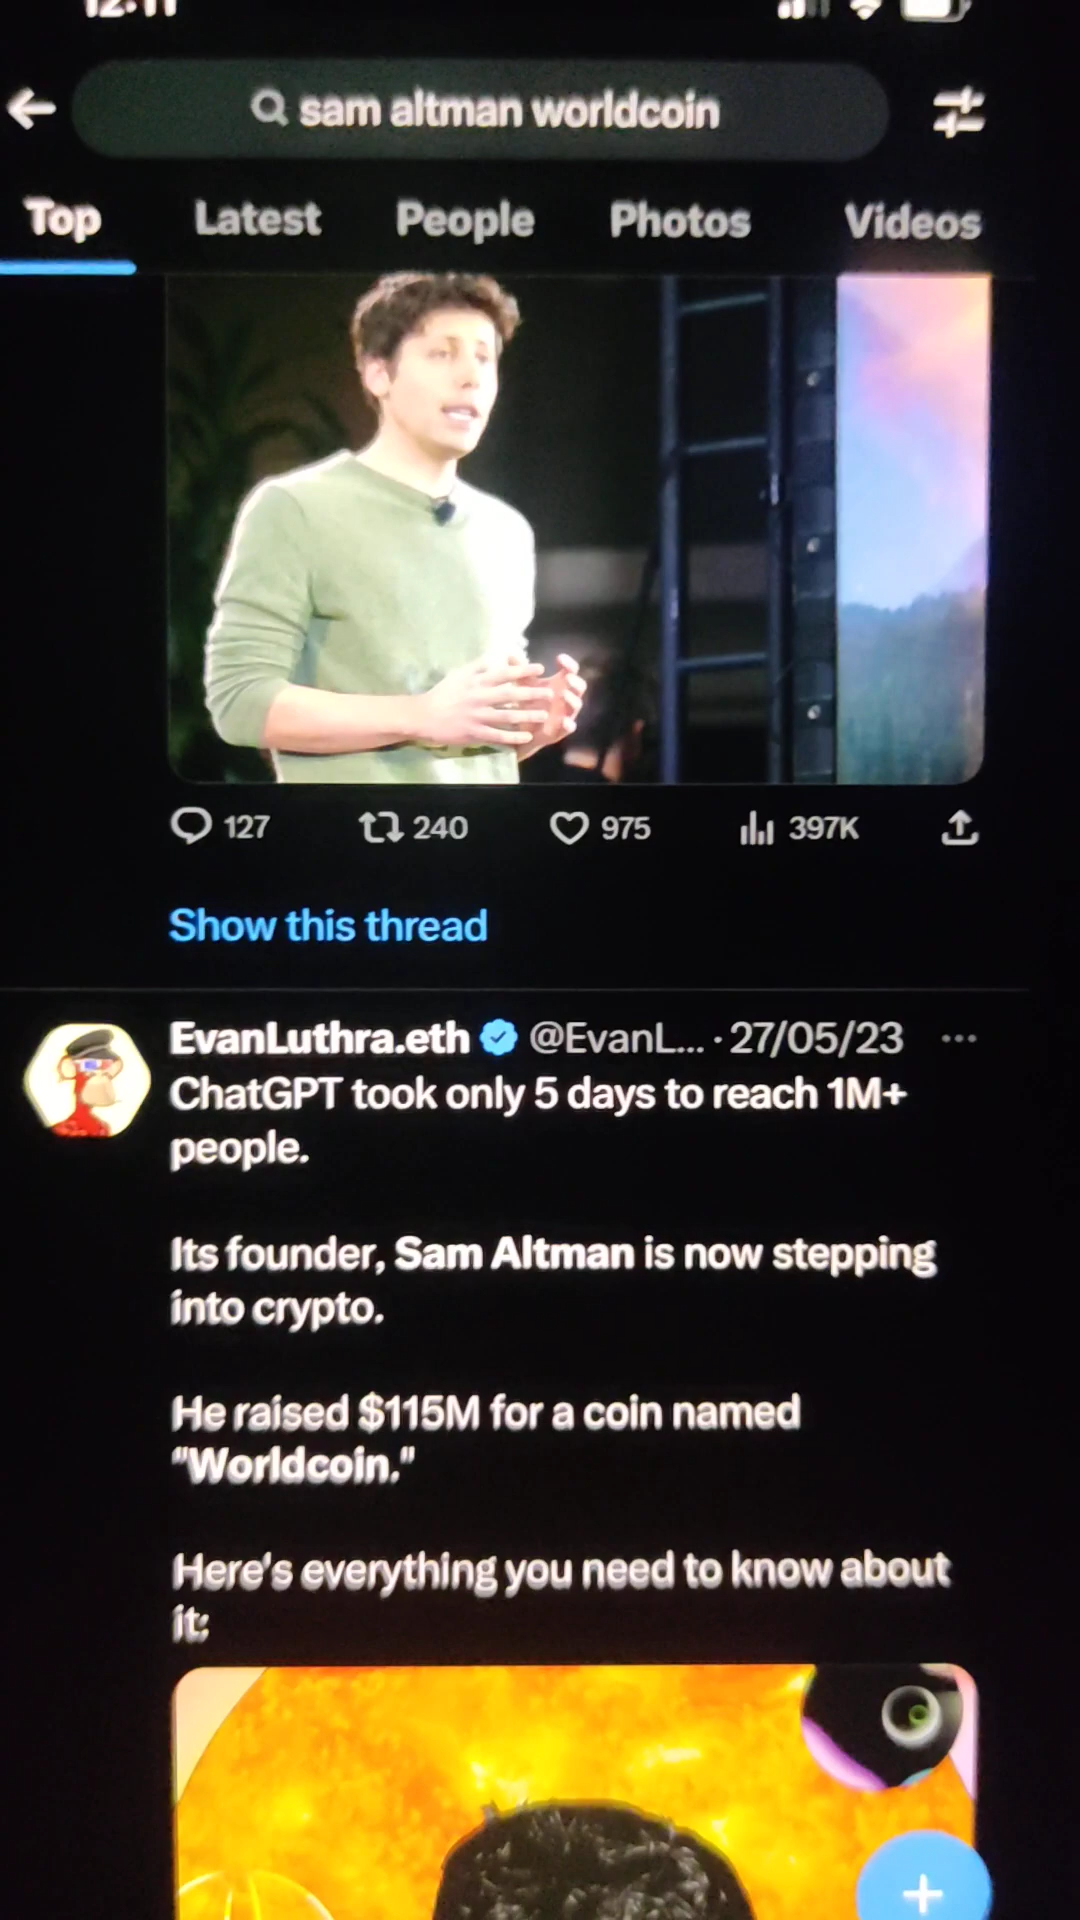 12:11
sam altman worldcoin
Top Latest People Photos Videos
127 240 975 397K
Show this thread
EvanLuthra.eth @EvanL... · 27/05/23 ...
ChatGPT took only 5 days to reach 1M+
people.
Its founder, Sam Altman is now stepping
into crypto.
He raised $115M for a coin named
"Worldcoin."
Here's everything you need to know about
it: